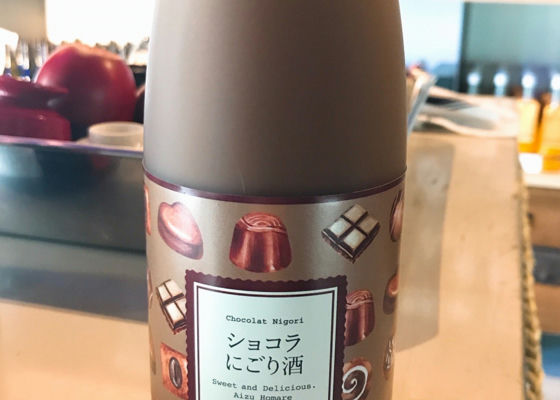 Chocolat Nigori
ショコラ
にごり酒
Sweet and Delicious.
Aizu Homare